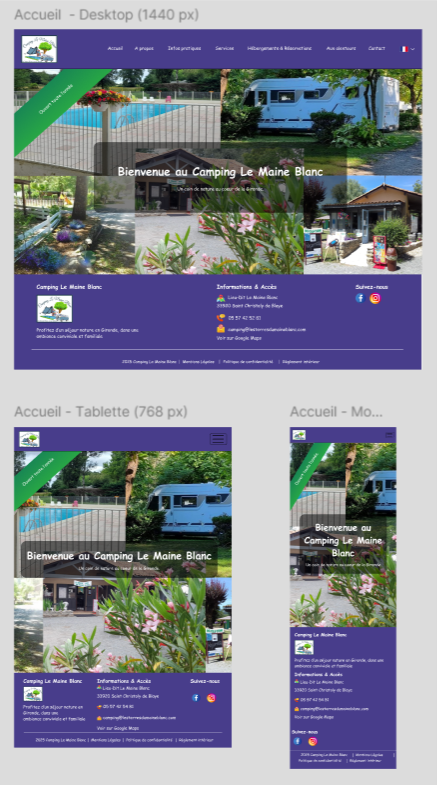 Accueil - Desktop (1440 px)
Accueil A propos Infos pratiques Services Hébergements & Réservations Aux alentours Contact
Ouvert toute l'année
Bienvenue au Camping Le Maine Blanc
Un coin de nature au coeur de la Gironde.
Camping Le Maine Blanc
Profitez d'un séjour nature en Gironde, dans une
ambiance conviviale et familiale.
Informations & Accès
Lieu-Dit Le Maine Blanc
33920 Saint Christoly de Blaye
05 57 42 52 81
Voir sur Google Maps
Suivez-nous
2025 Camping Le Maine Blanc | Mentions Légales | Politique de confidentialité | Règlement intérieur
Accueil - Tablette (768 px)
Ouvert toute l'année
Bienvenue au Camping Le Maine Blanc
Un coin de nature au coeur de la Gironde.
Camping Le Maine Blanc
Profitez d'un séjour nature en
Gironde, dans une
ambiance conviviale et familiale.
Informations & Accès
Lieu-Dit Le Maine Blanc
33920 Saint Christoly de Blaye
Voir sur Google Maps
Suivez-nous
2025 Camping Le Maine Blanc | Mentions Légales | Politique de confidentialité | Règlement intérieur
Accueil - Mo...
Ouvert toute l'année
Bienvenue au
Camping Le Maine
Blanc
Un coin de nature au coeur de la Gironde.
Camping Le Maine Blanc
Profitez d'un séjour nature en Gironde, dans une
ambiance conviviale et familiale.
Informations & Accès
Lieu-Dit Le Maine Blanc
33920 Saint Christoly de Blaye
Voir sur Google Maps
Suivez-nous
2025 Camping Le Maine Blanc | Mentions Légales |
Politique de confidentialité | Règlement intérieur